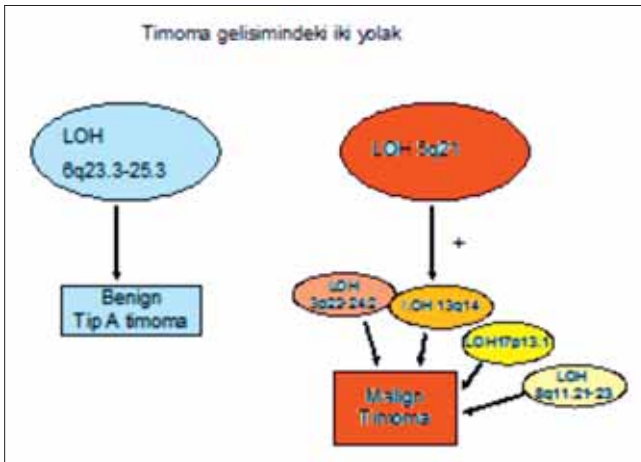 Timoma gelisimindeki iki yolak
LOH
6q23.3-25.3
Benign
Tip A timoma
LOH 5q21
+
LOH
3q22-24.2
LOH 13q14
LOH17p13.1
LOH
8q11.21-23
Malign
Timoma